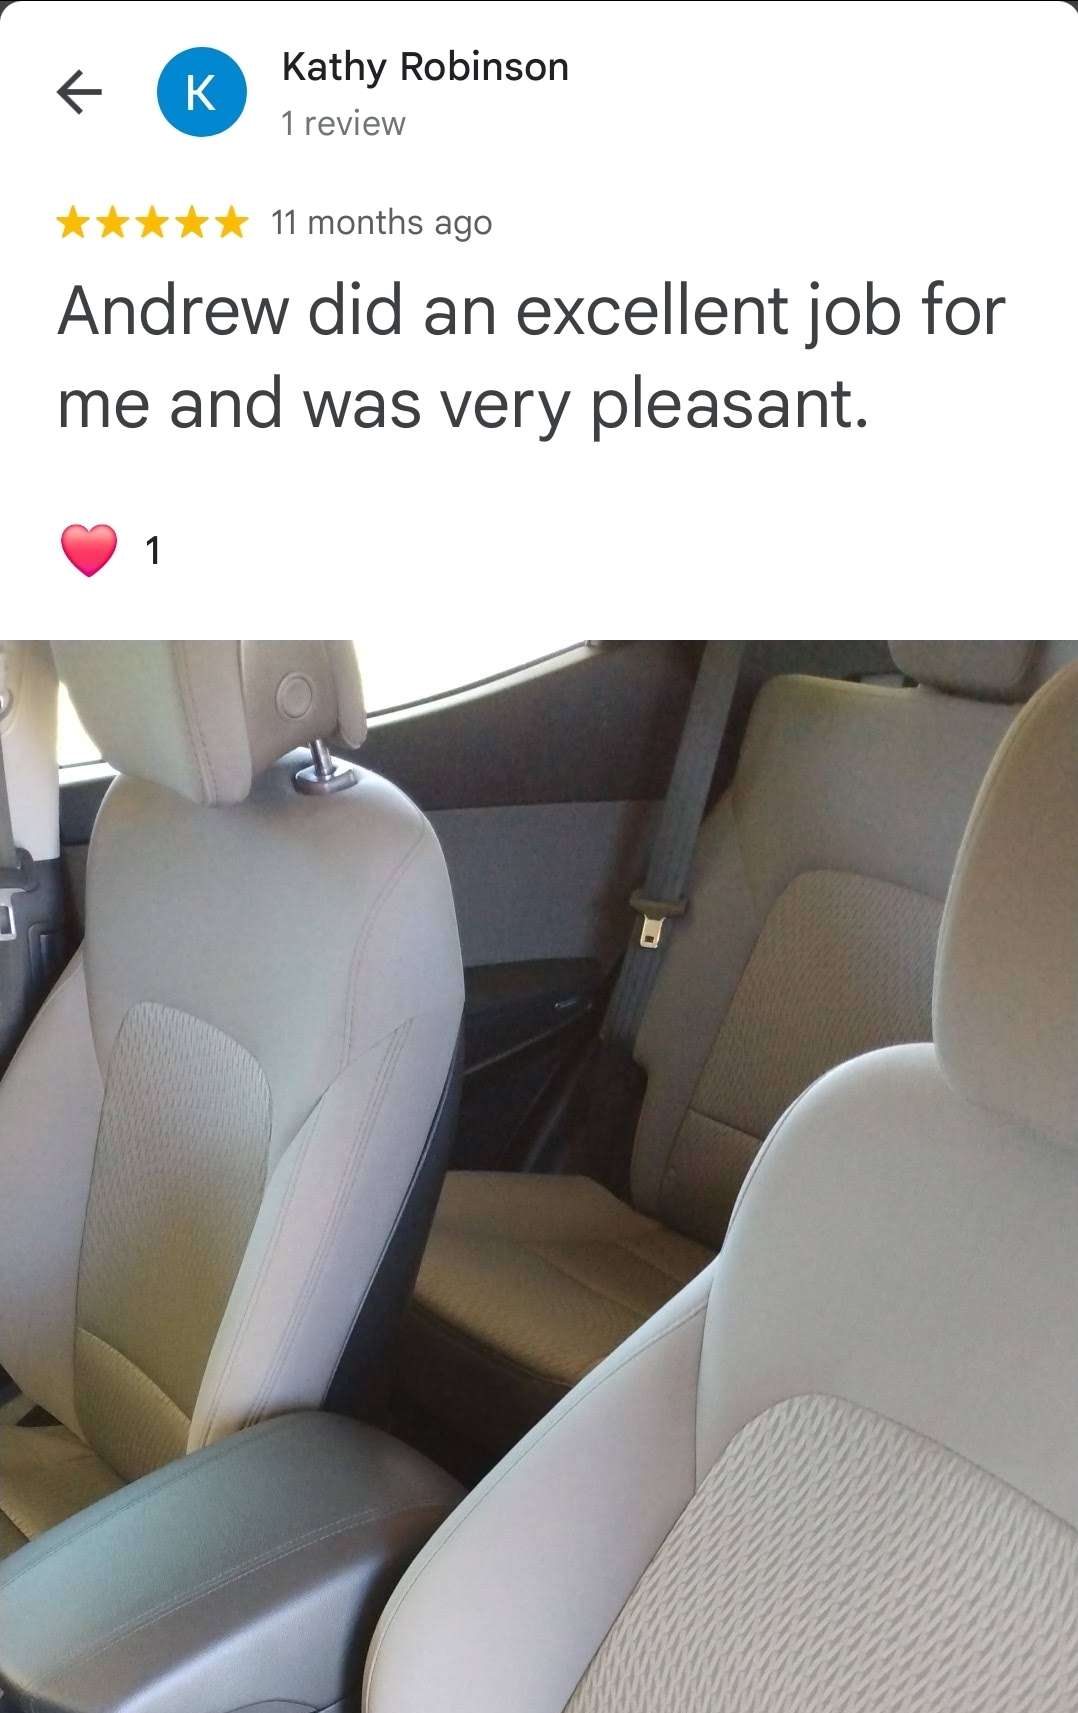 K
Kathy Robinson
1 review
11 months ago
Andrew did an excellent job for
me and was very pleasant.
1